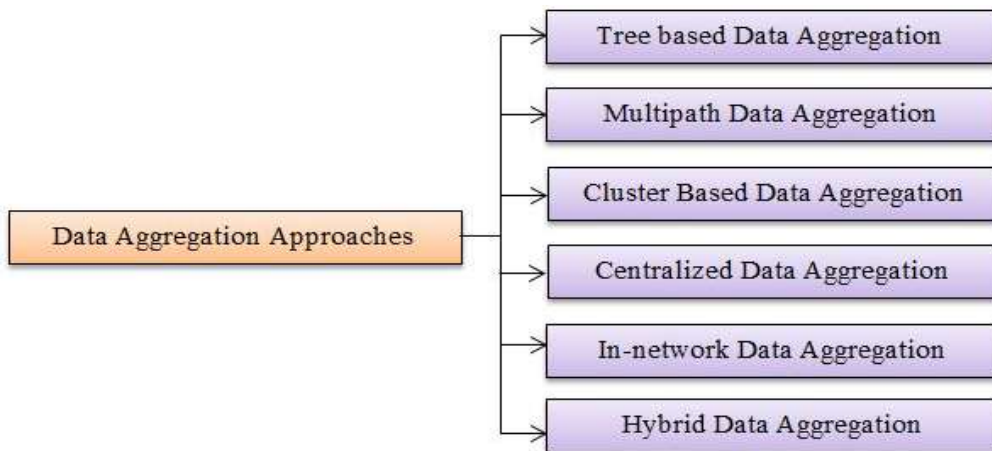 Tree based Data Aggregation
Multipath Data Aggregation
Cluster Based Data Aggregation
Data Aggregation Approaches
Centralized Data Aggregation
In-network Data Aggregation
Hybrid Data Aggregation